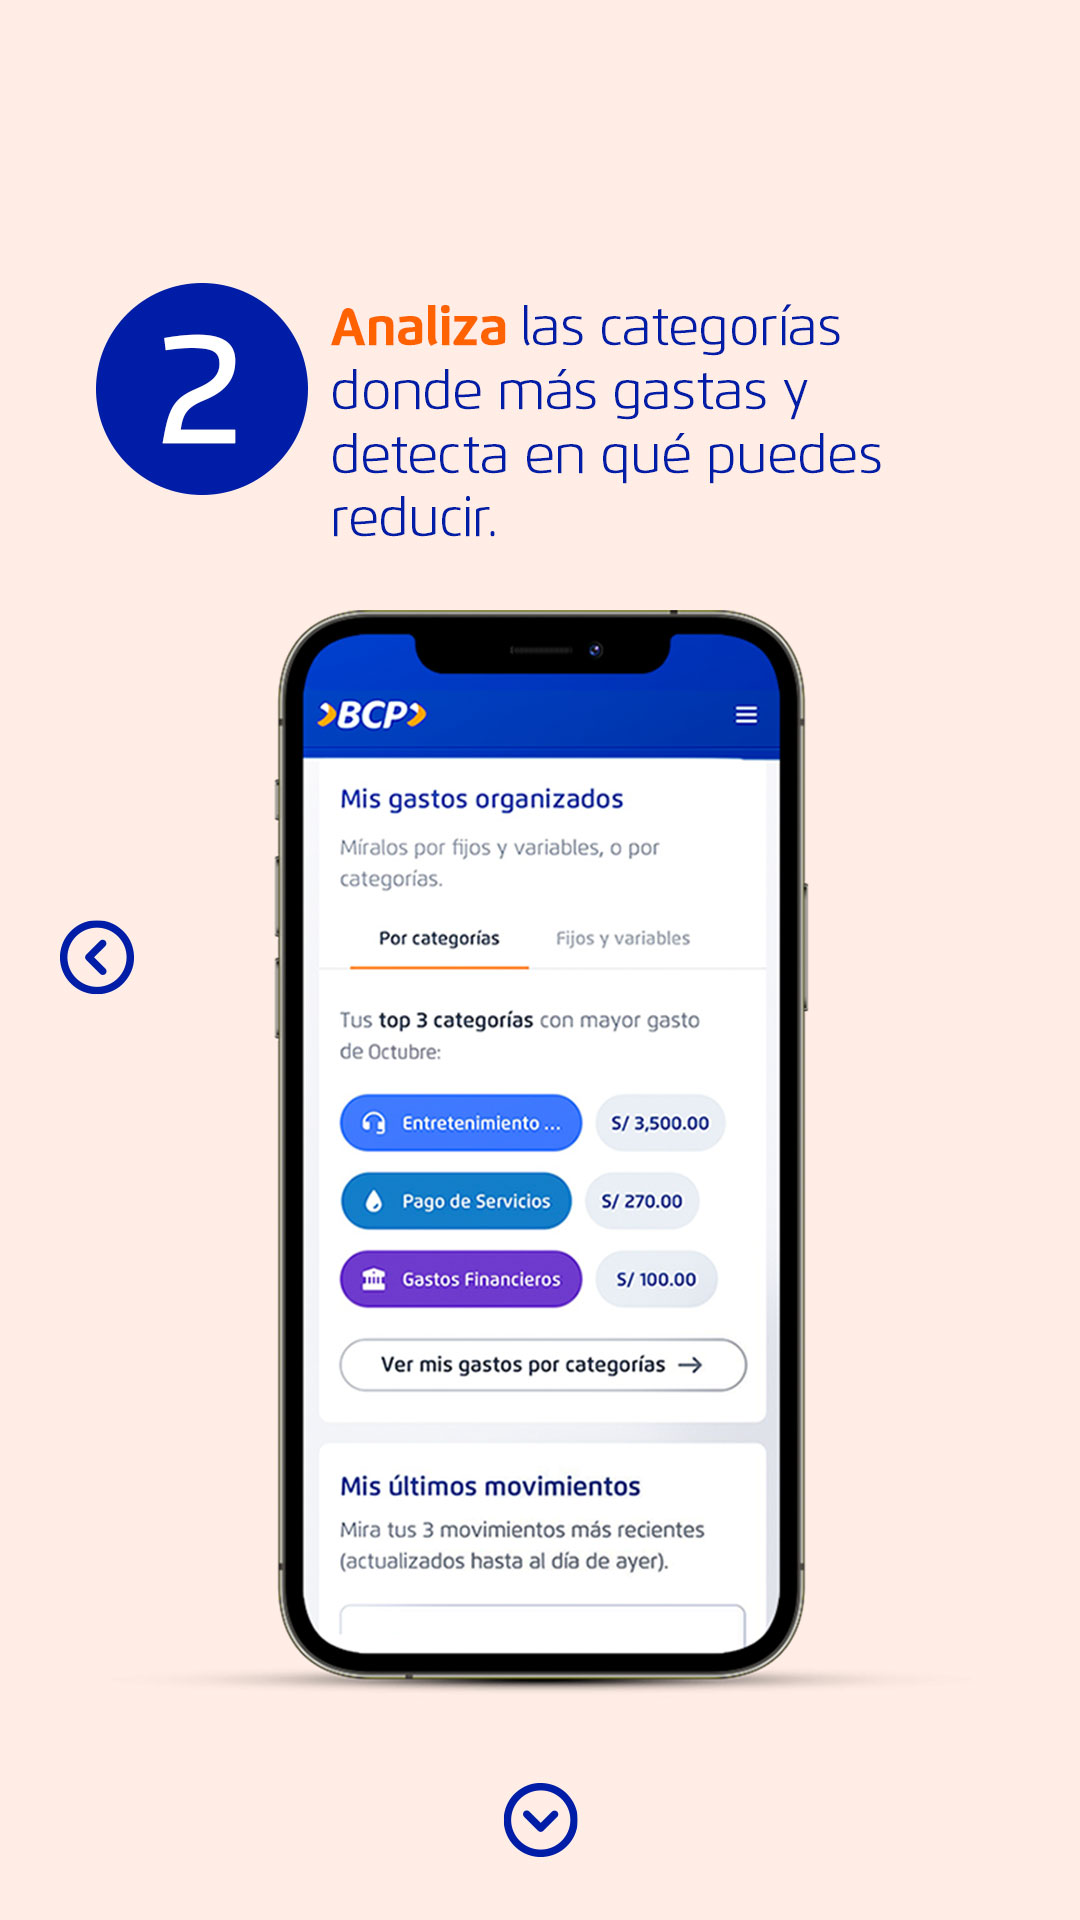 2
Analiza las categorías
donde más gastas y
detecta en qué puedes
reducir.
BCP
Mis gastos organizados
Míralos por fijos y variables, o por
categorías.
Por categorías Fijos y variables
Tus top 3 categorías con mayor gasto
de Octubre:
Entretenimiento ... S/ 3,500.00
Pago de Servicios S/ 270.00
Gastos Financieros S/ 100.00
Ver mis gastos por categorías →
Mis últimos movimientos
Mira tus 3 movimientos más recientes
(actualizados hasta al día de ayer).